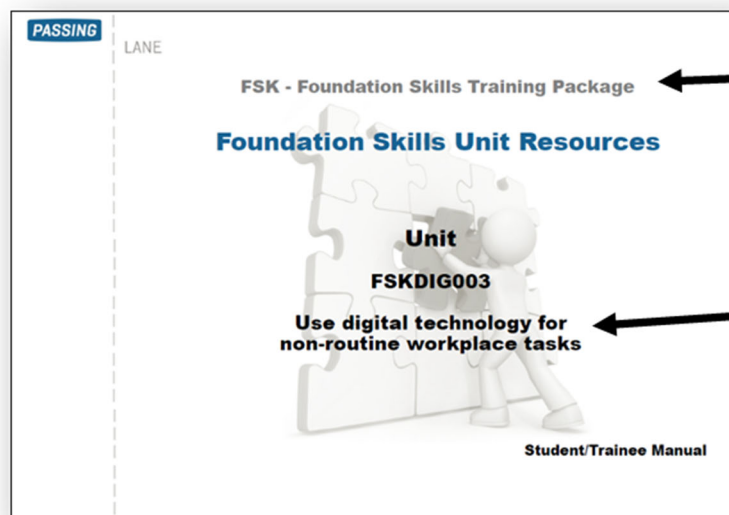 PASSING
LANE
FSK - Foundation Skills Training Package
Foundation Skills Unit Resources
Unit
FSKDIG003
Use digital technology for
non-routine workplace tasks
Student/Trainee Manual